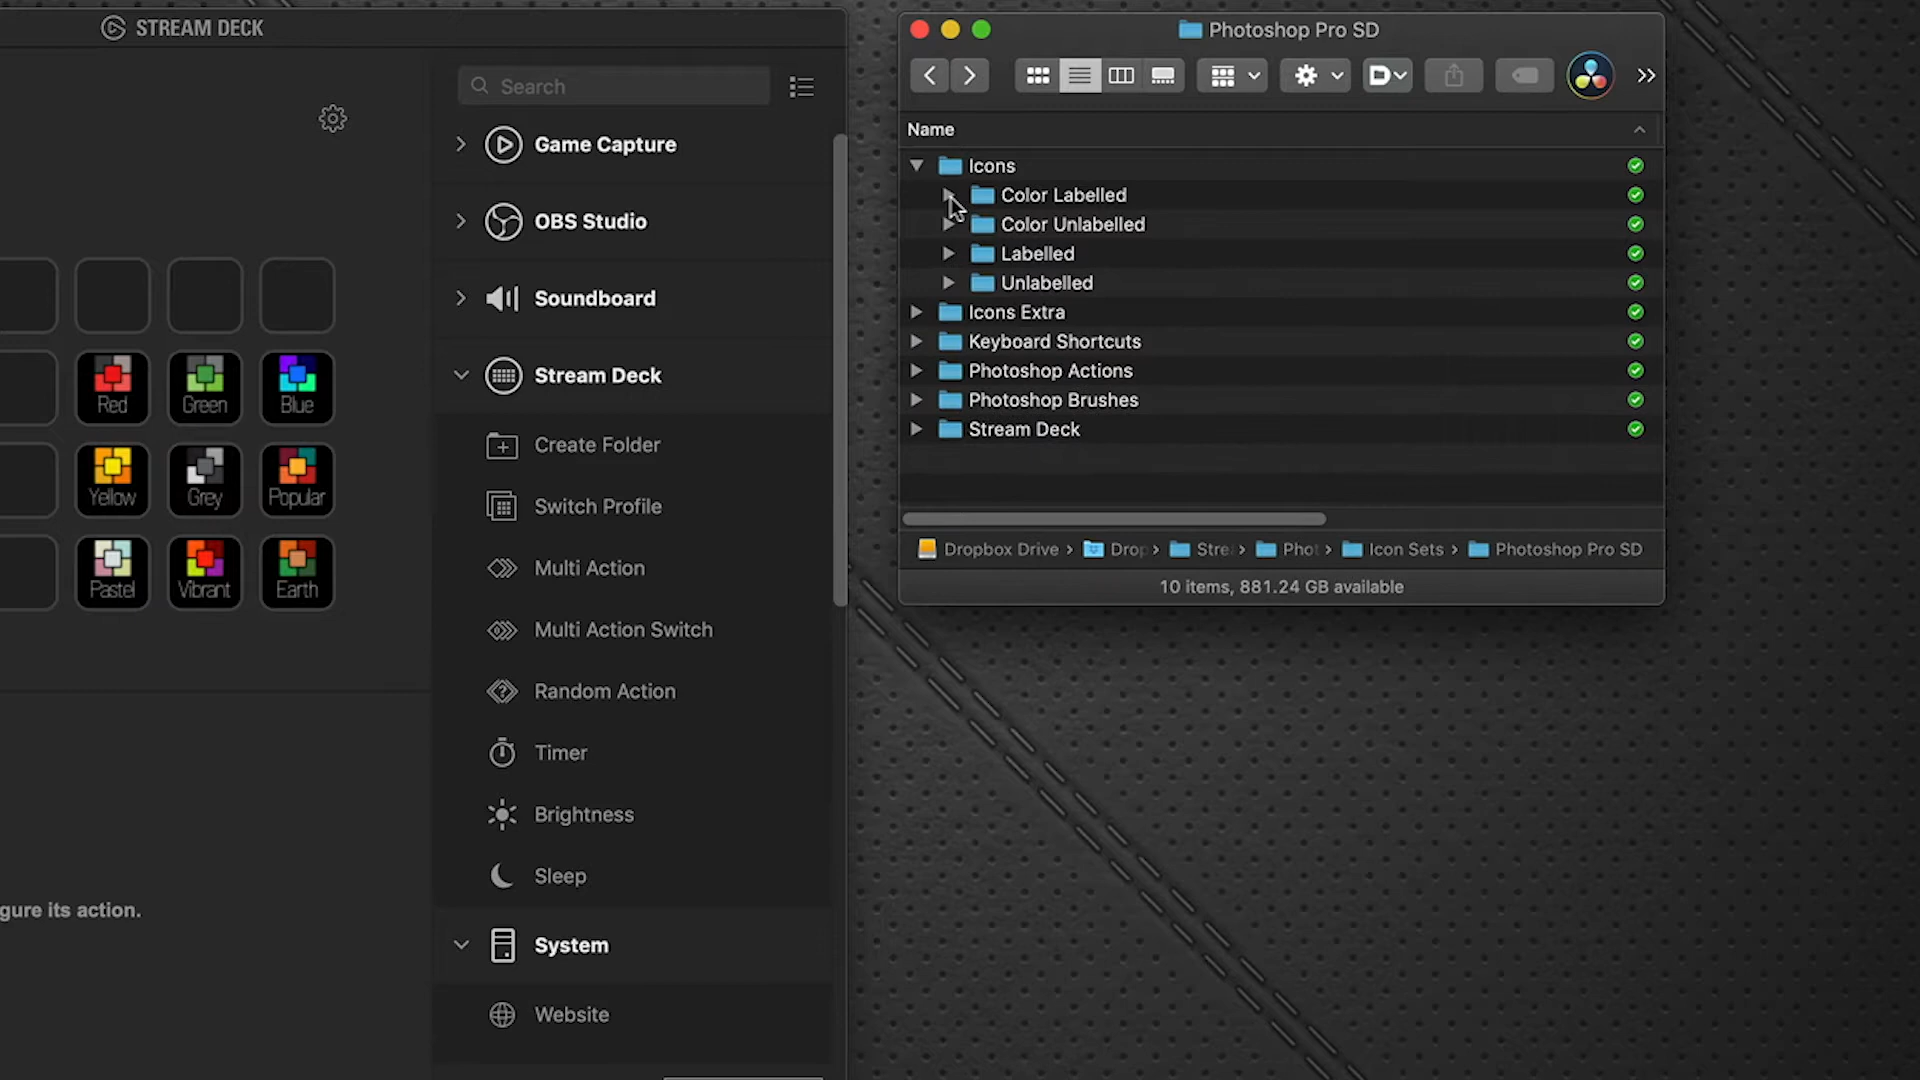 STREAM DECK
Search
Game Capture
OBS Studio
Soundboard
Stream Deck
Create Folder
Switch Profile
Multi Action
Multi Action Switch
Random Action
Timer
Brightness
Sleep
System
Website
Red
Green
Blue
Yellow
Grey
Popular
Pastel
Vibrant
Earth
gure its action.
Photoshop Pro SD
Name
Icons
Color Labelled
Color Unlabelled
Labelled
Unlabelled
Icons Extra
Keyboard Shortcuts
Photoshop Actions
Photoshop Brushes
Stream Deck
Dropbox Drive › Drop › Stre › Phot › Icon Sets › Photoshop Pro SD
10 items, 881.24 GB available